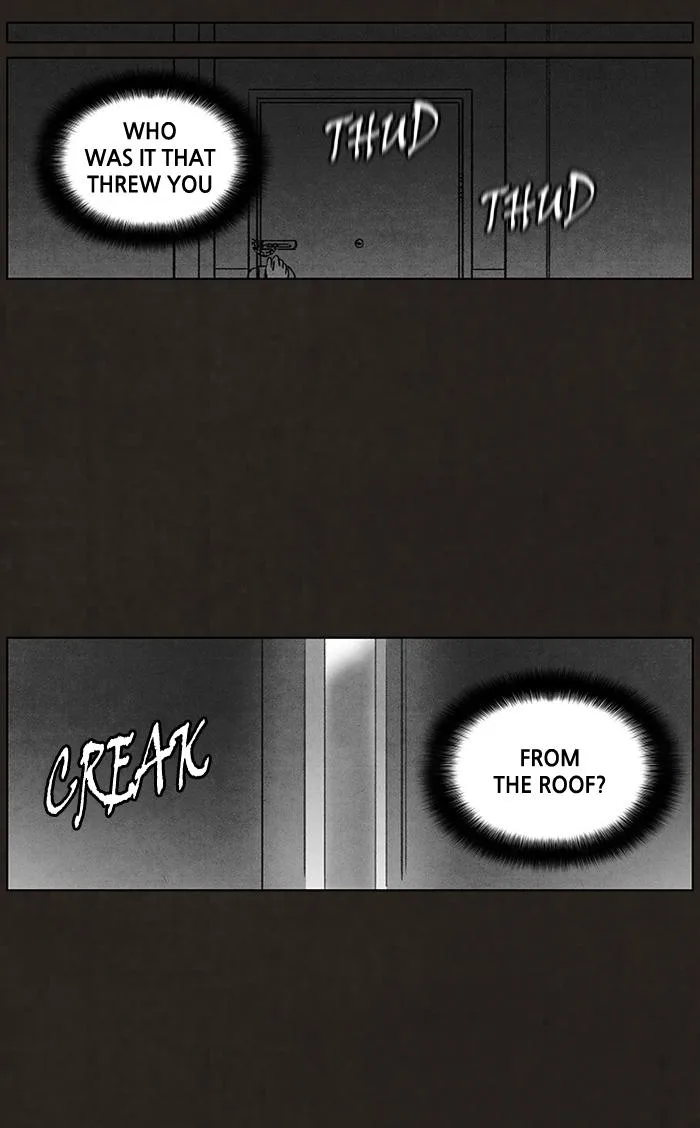 WHO
WAS IT THAT
THREW YOU
THUD
THUD
CREAK
FROM
THE ROOF?